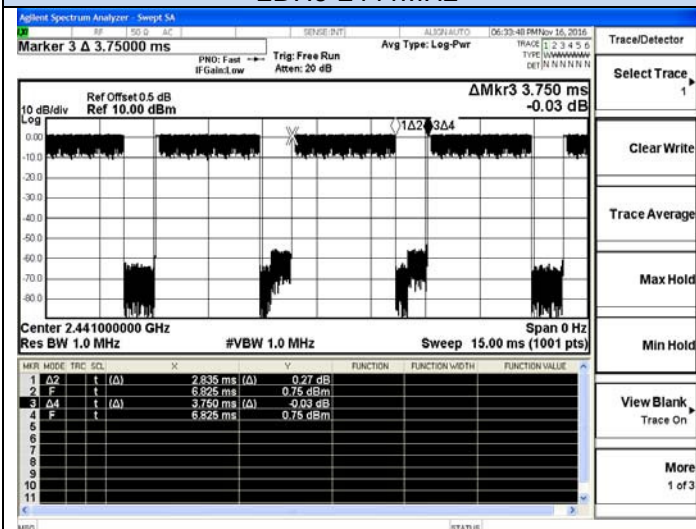 Agilent Spectrum Analyzer - Swept SA
RF 50 Ω AC SENSE:INT ALIGN AUTO 06:33:48 PM Nov 16, 2016
Marker 3 Δ 3.75000 ms
PNO: Fast Trig: Free Run Avg Type: Log-Pwr TRACE 1 2 3 4 5 6
TYPE
IFGain:Low Atten: 20 dB DET N N N N N N
Trace/Detector
Select Trace
1
Clear Write
Trace Average
Max Hold
Min Hold
View Blank
Trace On
More
1 of 3
Ref Offset 0.5 dB ΔMkr3 3.750 ms
10 dB/div Ref 10.00 dBm -0.03 dB
Log
1Δ2 3Δ4
0.00
-10.0
-20.0
-30.0
-40.0
-50.0
-60.0
-70.0
-80.0
Center 2.441000000 GHz Span 0 Hz
Res BW 1.0 MHz #VBW 1.0 MHz Sweep 15.00 ms (1001 pts)
MKR MODE TRC SCL X Y FUNCTION FUNCTION WIDTH FUNCTION VALUE
1 Δ2 t (Δ) 2.835 ms (Δ) 0.27 dB
2 F t 6.825 ms 0.75 dBm
3 Δ4 t (Δ) 3.750 ms (Δ) -0.03 dB
4 F t 6.825 ms 0.75 dBm
5
6
7
8
9
10
11
MSG STATUS